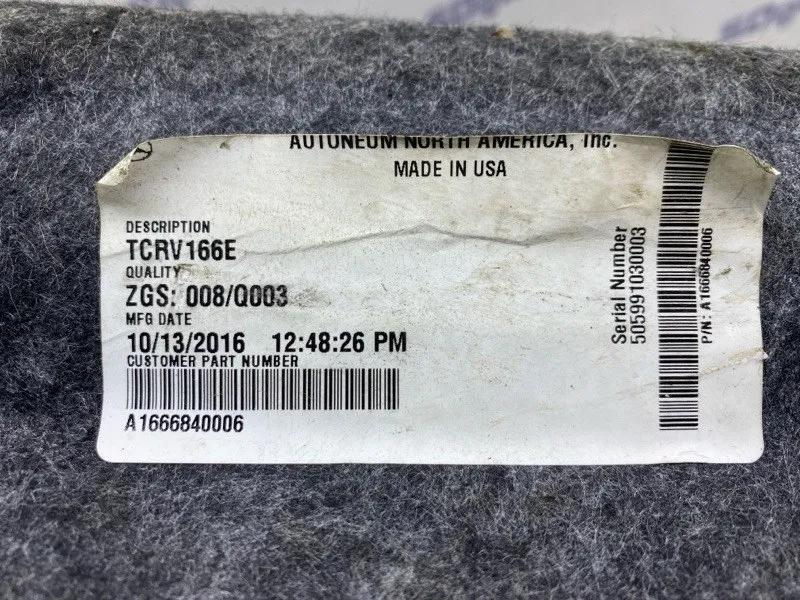 AUTONEUM NORTH AMERICA, Inc.
MADE IN USA
DESCRIPTION
TCRV166E
QUALITY
ZGS: 008/Q003
MFG DATE
10/13/2016 12:48:26 PM
CUSTOMER PART NUMBER
A1666840006
Serial Number
505991030003
P/N: A1666840006